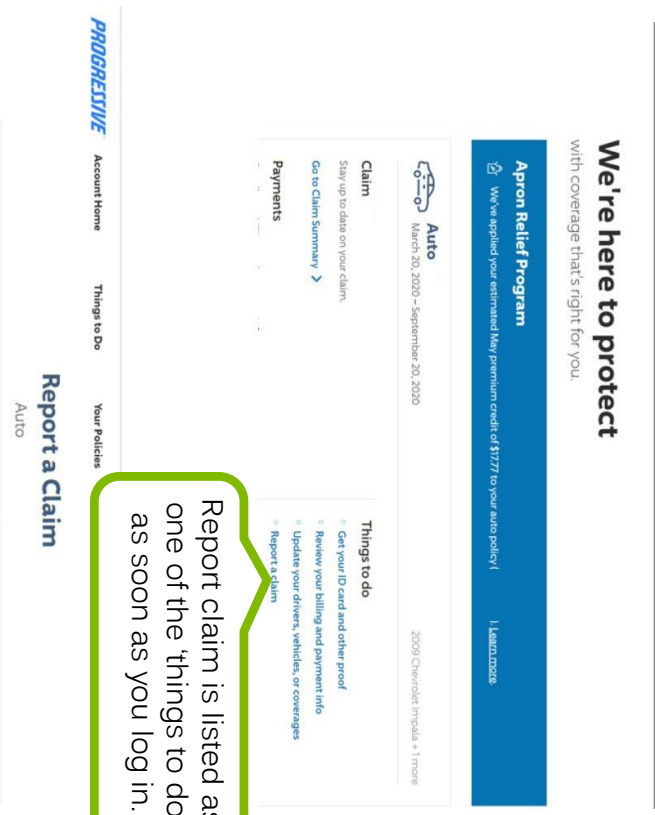 We're here to protect
with coverage that's right for you.
Apron Relief Program
We've applied your estimated May premium credit of $17.77 to your auto policy ( ). Learn more.
Auto
March 20, 2020 – September 20, 2020
2009 Chevrolet Impala + 1 more
Claim
Stay up to date on your claim.
Go to Claim Summary >
Payments
Things to do
Get your ID card and other proof
Review your billing and payment info
Update your drivers, vehicles, or coverages
Report a claim
Report claim is listed as
one of the 'things to do
as soon as you log in.
PROGRESSIVE Account Home Things to Do Your Policies
Report a Claim
Auto